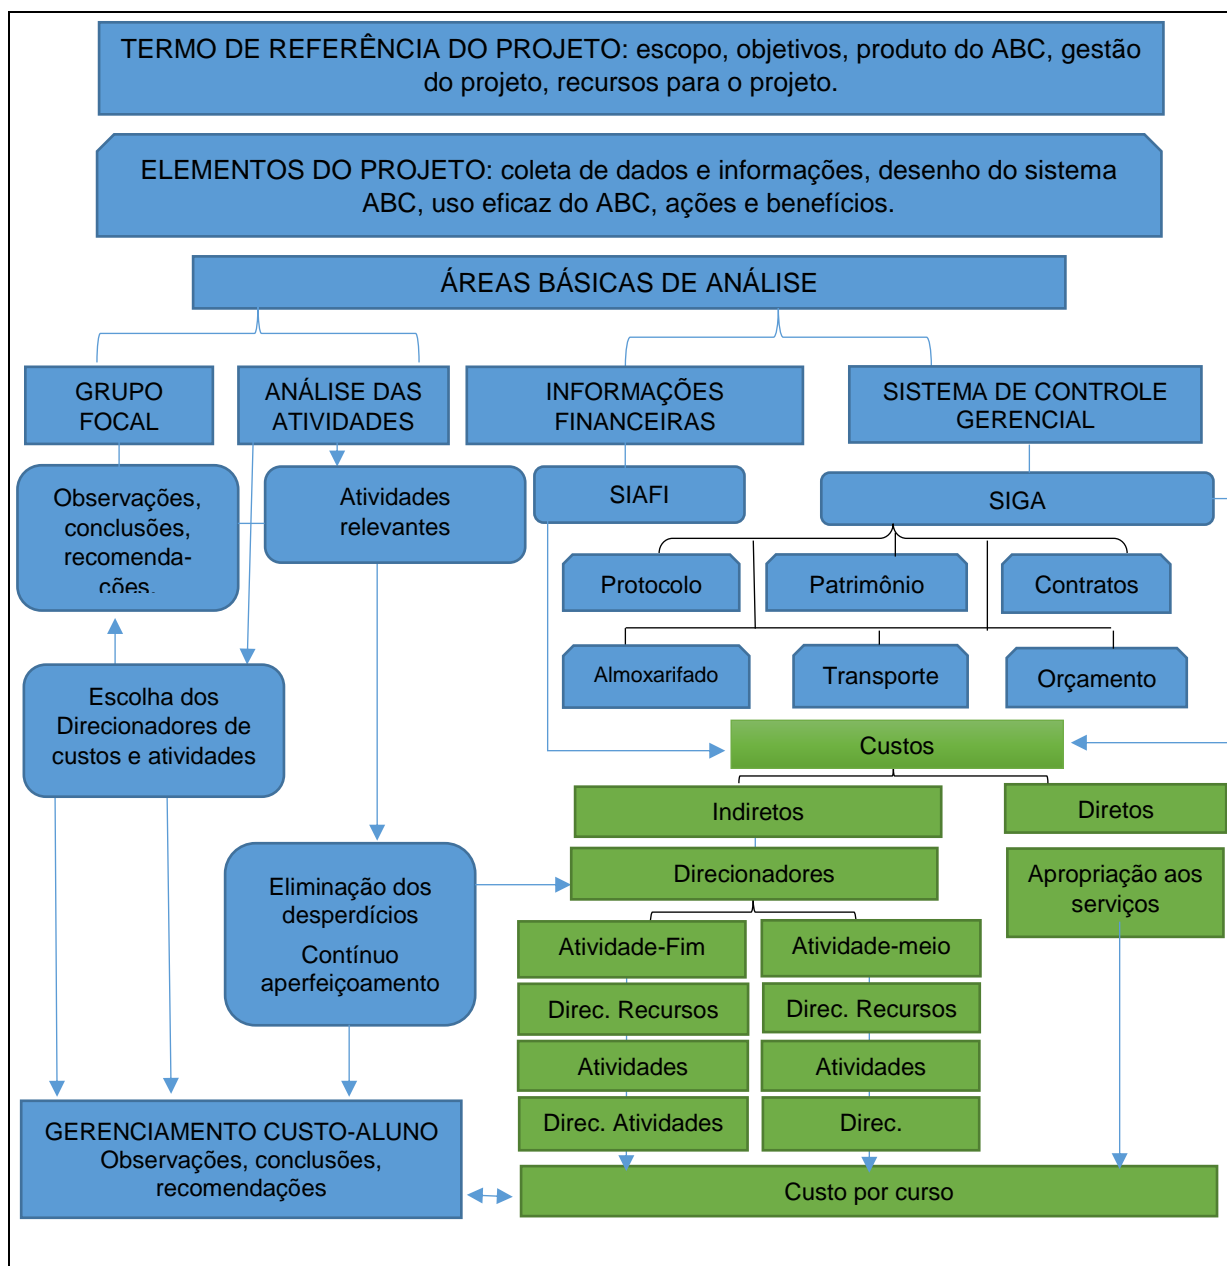 TERMO DE REFERÊNCIA DO PROJETO: escopo, objetivos, produto do ABC, gestão
do projeto, recursos para o projeto.
ELEMENTOS DO PROJETO: coleta de dados e informações, desenho do sistema
ABC, uso eficaz do ABC, ações e benefícios.
ÁREAS BÁSICAS DE ANÁLISE
GRUPO
FOCAL
ANÁLISE DAS
ATIVIDADES
INFORMAÇÕES
FINANCEIRAS
SISTEMA DE CONTROLE
GERENCIAL
Observações,
conclusões,
recomenda-
ções.
Atividades
relevantes
SIAFI
SIGA
Protocolo
Patrimônio
Contratos
Almoxarifado
Transporte
Orçamento
Escolha dos
Direcionadores de
custos e atividades
Custos
Indiretos
Diretos
Direcionadores
Apropriação aos
serviços
Eliminação dos
desperdícios
Contínuo
aperfeiçoamento
Atividade-Fim
Atividade-meio
Direc. Recursos
Direc. Recursos
Atividades
Atividades
Direc. Atividades
Direc.
GERENCIAMENTO CUSTO-ALUNO
Observações, conclusões,
recomendações
Custo por curso